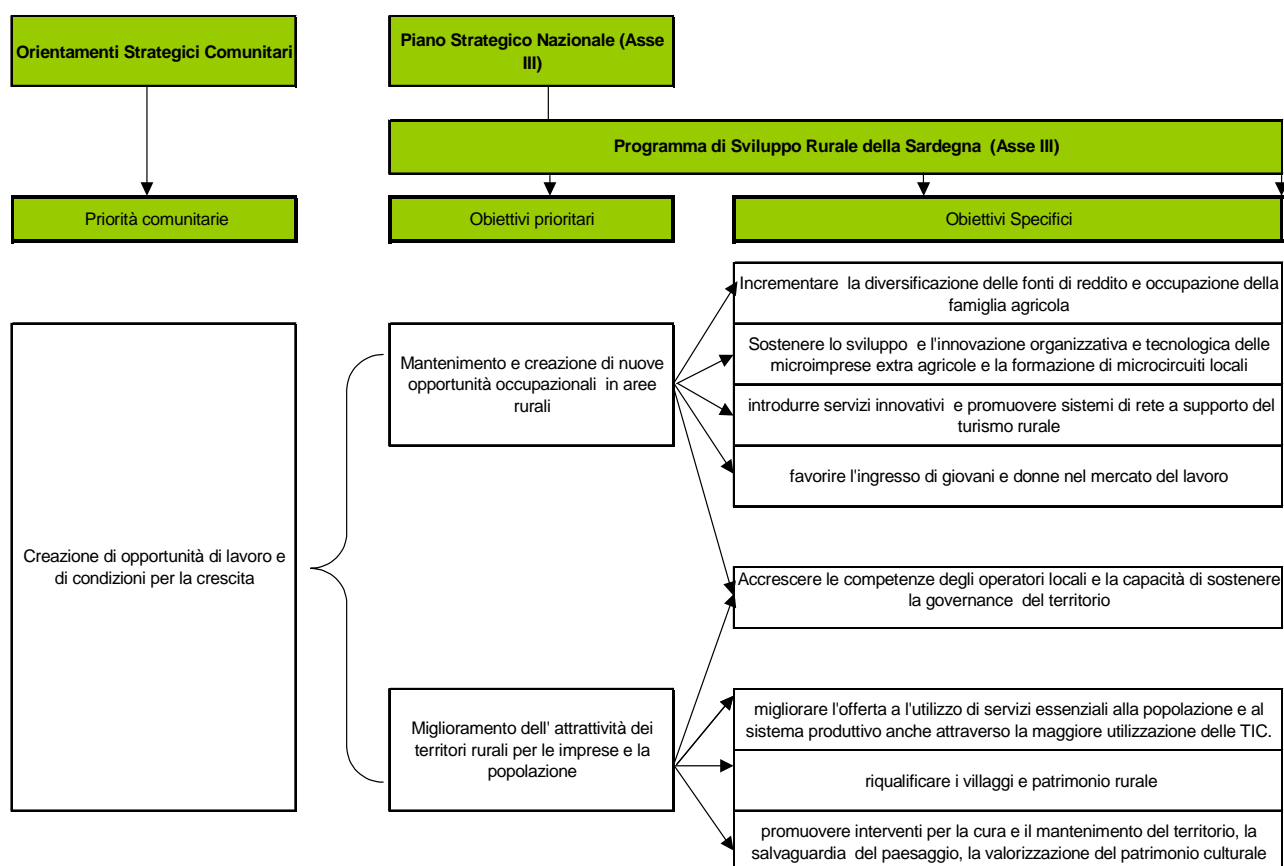 Orientamenti Strategici Comunitari
Piano Strategico Nazionale (Asse
III)
Programma di Sviluppo Rurale della Sardegna (Asse III)
Priorità comunitarie
Obiettivi prioritari
Obiettivi Specifici
Creazione di opportunità di lavoro e
di condizioni per la crescita
Mantenimento e creazione di nuove
opportunità occupazionali in aree
rurali
Incrementare la diversificazione delle fonti di reddito e occupazione della
famiglia agricola
Sostenere lo sviluppo e l'innovazione organizzativa e tecnologica delle
microimprese extra agricole e la formazione di microcircuiti locali
introdurre servizi innovativi e promuovere sistemi di rete a supporto del
turismo rurale
favorire l'ingresso di giovani e donne nel mercato del lavoro
Accrescere le competenze degli operatori locali e la capacità di sostenere
la governance del territorio
Miglioramento dell' attrattività dei
territori rurali per le imprese e la
popolazione
migliorare l'offerta a l'utilizzo di servizi essenziali alla popolazione e al
sistema produttivo anche attraverso la maggiore utilizzazione delle TIC.
riqualificare i villaggi e patrimonio rurale
promuovere interventi per la cura e il mantenimento del territorio, la
salvaguardia del paesaggio, la valorizzazione del patrimonio culturale